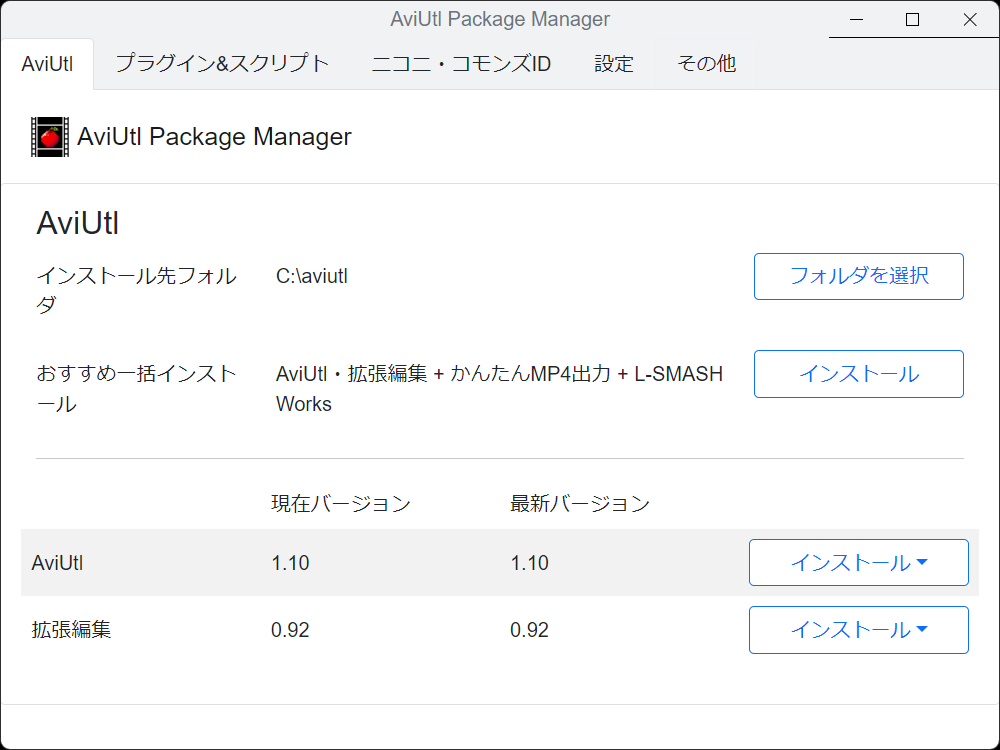 AviUtl Package Manager
AviUtl プラグイン&スクリプト ニコニ・コモンズID 設定 その他
AviUtl Package Manager
AviUtl
インストール先フォル
ダ
C:\aviutl
フォルダを選択
おすすめ一括インスト
ール
AviUtl・拡張編集 + かんたんMP4出力 + L-SMASH
Works
インストール
現在バージョン 最新バージョン
AviUtl 1.10 1.10 インストール
拡張編集 0.92 0.92 インストール